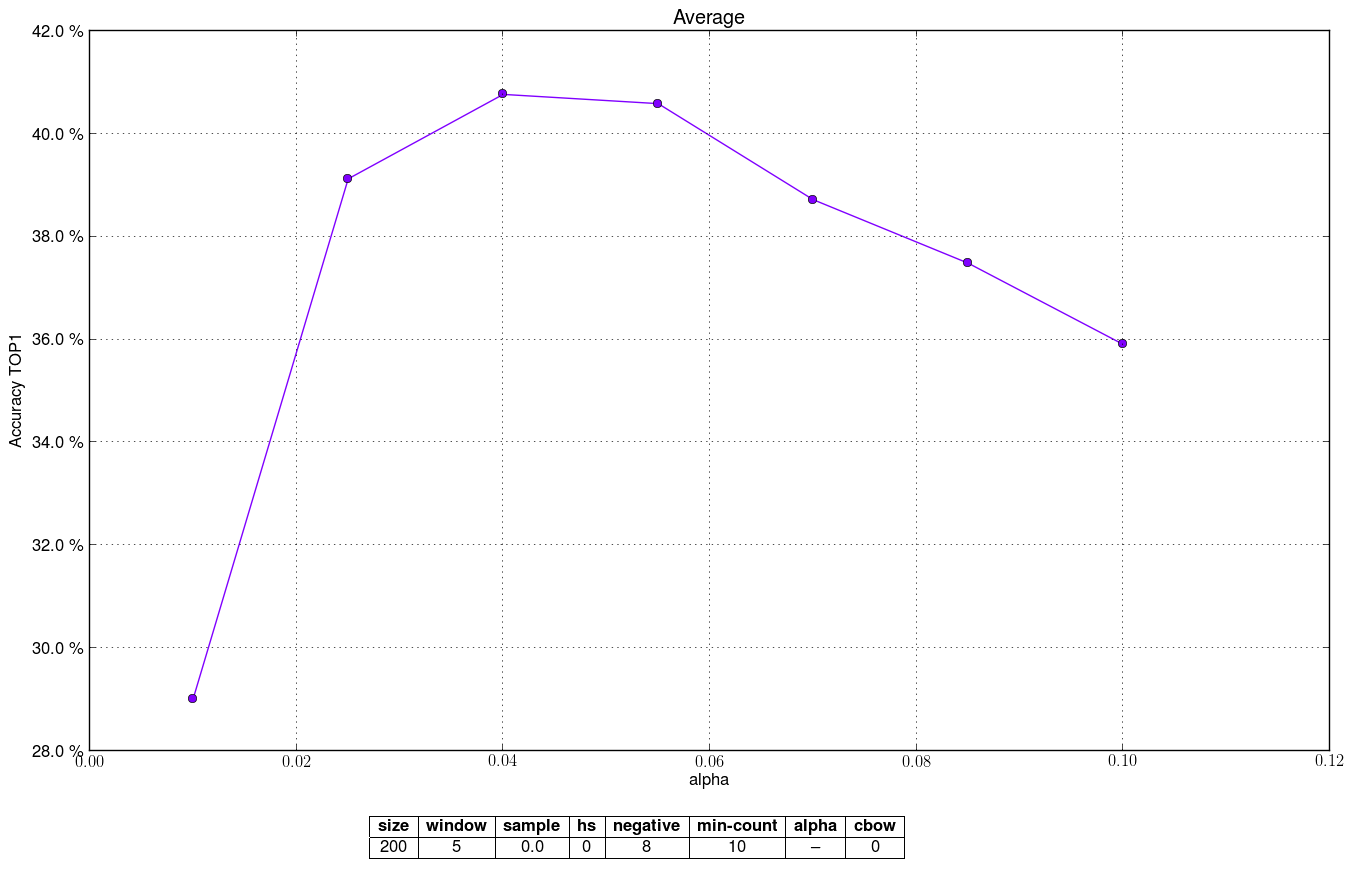 Average
42.0 %
40.0 %
38.0 %
36.0 %
34.0 %
32.0 %
30.0 %
28.0 %
Accuracy TOP1
0.00 0.02 0.04 0.06 0.08 0.10 0.12
alpha
size window sample hs negative min-count alpha cbow
200 5 0.0 0 8 10 – 0